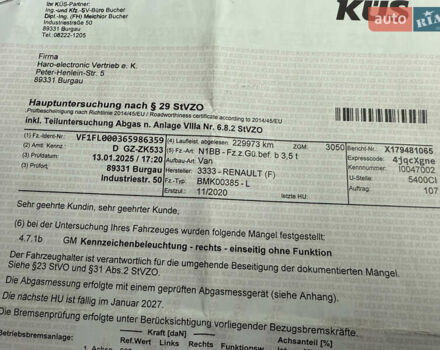 Ihr KÜS-Partner:
Ing.-und Kfz.-SV-Büro Bucher
Dipl.-Ing. (FH) Melchior Bucher
Industriestraße 50
89331 Burgau
Tel.: 08222-1205
KÜS
auto RIA
Firma
Haro-electronic Vertrieb e. K.
Peter-Henlein-Str. 5
89331 Burgau
Hauptuntersuchung nach § 29 StVZO
(Prüfbescheinigung nach Richtlinie 2014/45/EU / Roadworthiness certificate according to 2014/45/EU)
inkl. Teiluntersuchung Abgas n. Anlage VIIIa Nr. 6.8.2 StVZO
(1) Fz.-Ident-Nr.: VF1FL000365986359 (4) Laufleist. abgelesen: 229973 km ZGM: 3050 Bericht-Nr. X179481065
(2) Amtl. Kennz.: D GZ-ZK533 (5) Fz.-Art: N1BB - Fz.z.Gü.bef. b 3,5 t Expresscode: 4jqcXgne
(3) Prüfdatum: 13.01.2025 / 17:20 Aufbau-Art: Van Kennnummer: 10047002
(3) Prüfort: 89331 Burgau Hersteller: 3333 - RENAULT (F) U-Stelle: 5400CI
Industriestr. 50 Fz.-Typ: BMK00385 - L Auftrag: 107
Erstzul.: 11/2020 letzte HU:
Sehr geehrte Kundin, sehr geehrter Kunde,
(6) bei der Untersuchung Ihres Fahrzeuges wurden folgende Mängel festgestellt:
4.7.1b GM Kennzeichenbeleuchtung - rechts - einseitig ohne Funktion
Der Fahrzeughalter ist verantwortlich für die umgehende Beseitigung der dokumentierten Mängel.
Siehe §23 StVO und §31 Abs.2 StVZO.
Die Abgasmessung erfolgte mit einem geprüften Abgasmessgerät (siehe Anhang).
Die nächste HU ist fällig im Januar 2027.
Die Bremsenprüfung erfolgte unter Berücksichtigung vorliegender Bezugsbremskräfte.
Betriebsbremsanlage: Kraft [daN] Achsanteil [%]
Ref.Wert Links Rechts Funktionsw.
1. Achse